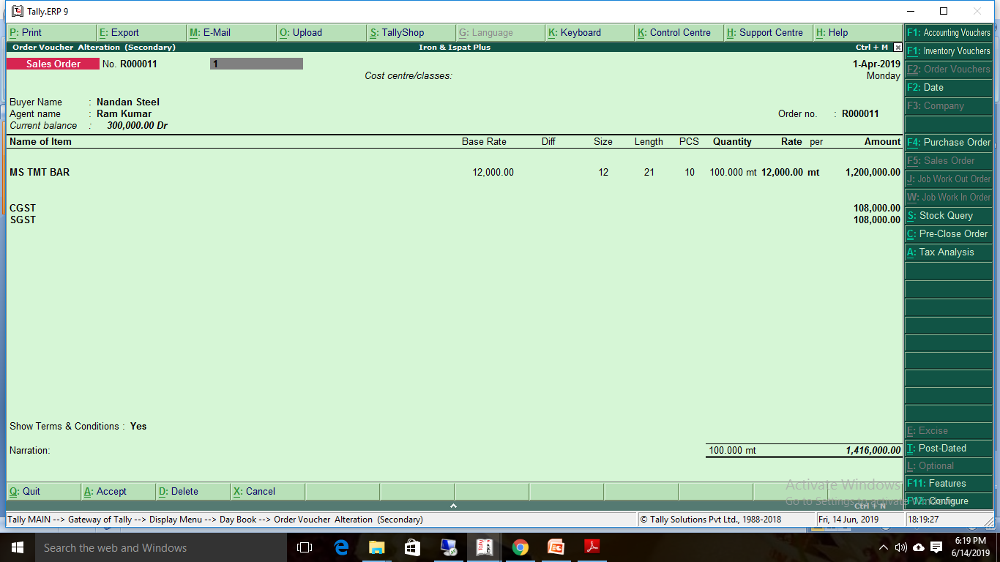 Tally.ERP 9
P: Print E: Export M: E-Mail O: Upload S: TallyShop G: Language K: Keyboard K: Control Centre H: Support Centre H: Help
Order Voucher Alteration (Secondary) Iron & Ispat Plus Ctrl + M
Sales Order No. R000011 1 1-Apr-2019
Cost centre/classes: Monday
Buyer Name : Nandan Steel
Agent name : Ram Kumar Order no. : R000011
Current balance : 300,000.00 Dr
Name of Item Base Rate Diff Size Length PCS Quantity Rate per Amount
MS TMT BAR 12,000.00 12 21 10 100.000 mt 12,000.00 mt 1,200,000.00
CGST 108,000.00
SGST 108,000.00
Show Terms & Conditions : Yes
Narration: 100.000 mt 1,416,000.00
Q: Quit A: Accept D: Delete X: Cancel
Ctrl + N
F1: Accounting Vouchers
F1: Inventory Vouchers
F2: Order Vouchers
F2: Date
F3: Company
F4: Purchase Order
F5: Sales Order
J: Job Work Out Order
W: Job Work In Order
S: Stock Query
C: Pre-Close Order
A: Tax Analysis
E: Excise
T: Post-Dated
L: Optional
F11: Features
F12: Configure
Activate Windows
Go to Settings to activate Windows.
Tally MAIN --> Gateway of Tally --> Display Menu --> Day Book --> Order Voucher Alteration (Secondary) © Tally Solutions Pvt Ltd., 1988-2018 Fri, 14 Jun, 2019 18:19:27
Search the web and Windows
6:19 PM
6/14/2019